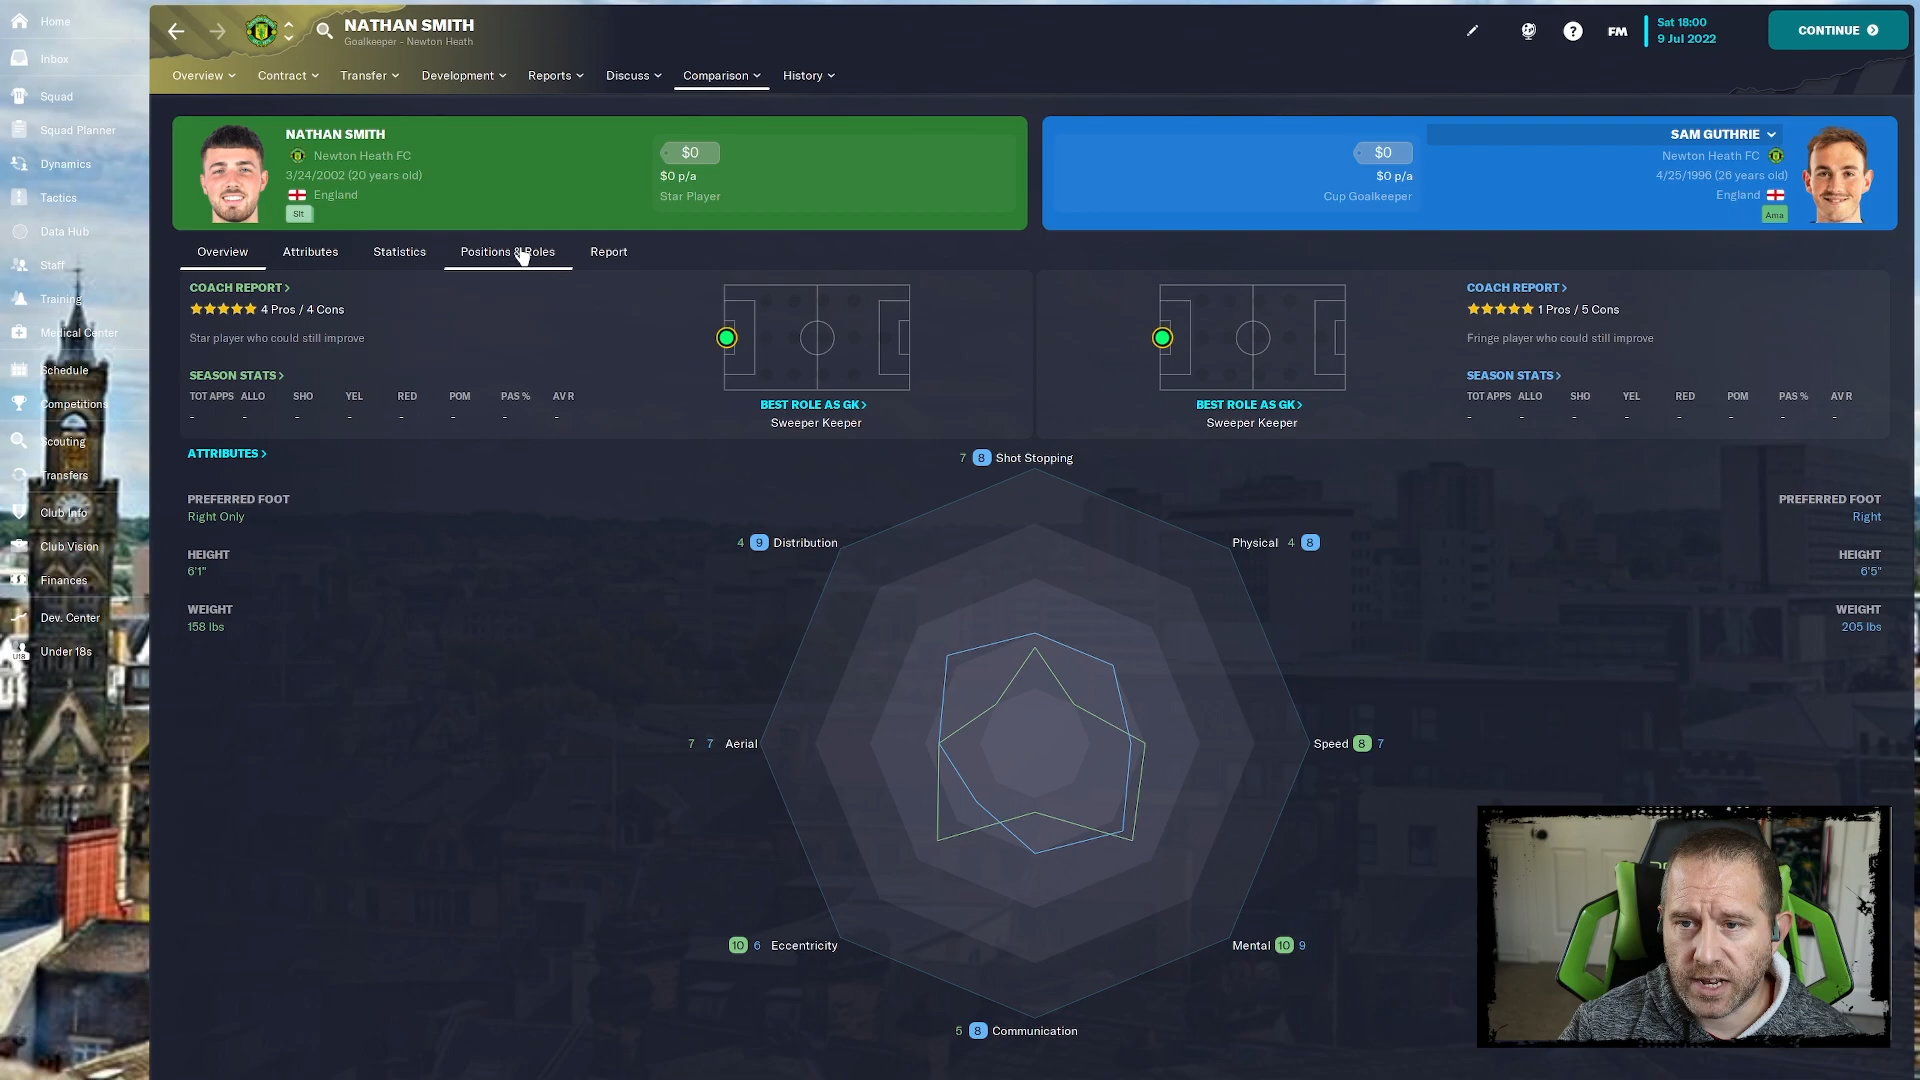 Home
Inbox
Squad
Squad Planner
Dynamics
Tactics
Data Hub
Staff
Training
Medical Center
Schedule
Competitions
Scouting
Transfers
Club Info
Club Vision
Finances
Dev. Center
U18 Under 18s
NATHAN SMITH
Goalkeeper - Newton Heath
? FM
Sat 18:00
9 Jul 2022
CONTINUE
Overview Contract Transfer Development Reports Discuss Comparison History
NATHAN SMITH
Newton Heath FC
3/24/2002 (20 years old)
England
Slt
$0
$0 p/a
Star Player
SAM GUTHRIE
Newton Heath FC
4/25/1996 (26 years old)
England
Ama
$0
$0 p/a
Cup Goalkeeper
Overview Attributes Statistics Positions & Roles Report
COACH REPORT >
4 Pros / 4 Cons
Star player who could still improve
SEASON STATS >
TOT APPS ALLO SHO YEL RED POM PAS % AV R
- - - - - - - -
BEST ROLE AS GK >
Sweeper Keeper
BEST ROLE AS GK >
Sweeper Keeper
COACH REPORT >
1 Pros / 5 Cons
Fringe player who could still improve
SEASON STATS >
TOT APPS ALLO SHO YEL RED POM PAS % AV R
- - - - - - - -
ATTRIBUTES >
PREFERRED FOOT
Right Only
HEIGHT
6'1"
WEIGHT
158 lbs
7 8 Shot Stopping
4 9 Distribution
Physical 4 8
7 7 Aerial
Speed 8 7
10 6 Eccentricity
Mental 10 9
5 8 Communication
PREFERRED FOOT
Right
HEIGHT
6'5"
WEIGHT
205 lbs